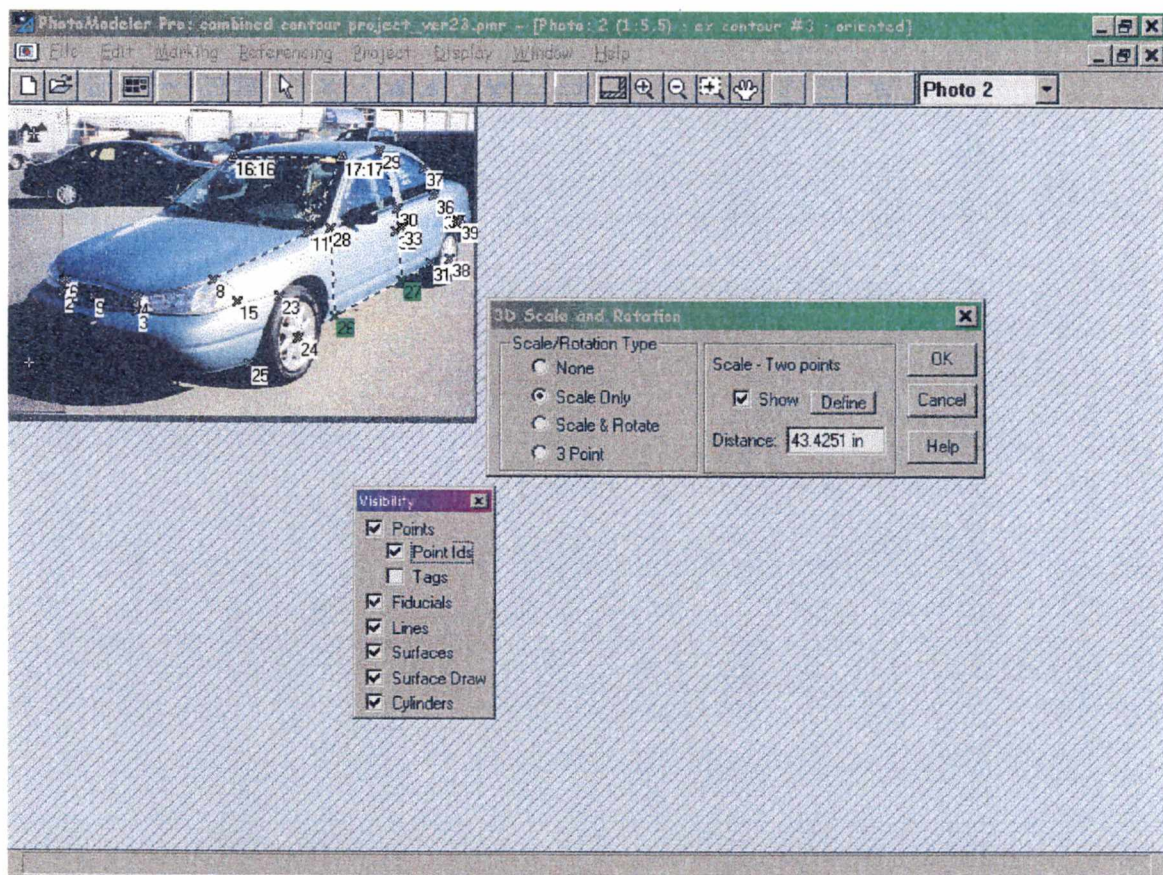 PhotoModeler Pro: combined contour project_ver23.pmr - [Photo: 2 (1:5.5) : ex contour #3 : oriented]
File Edit Marking Referencing Project Display Window Help
Photo 2
16:16
17:17
29
37
36
39
30
33
11
28
38
31
27
8
15
23
3
26
24
25
3D Scale and Rotation
Scale/Rotation Type
None
Scale Only
Scale & Rotate
3 Point
Scale - Two points
Show Define
Distance: 43.4251 in
OK
Cancel
Help
Visibility
Points
Point Ids
Tags
Fiducials
Lines
Surfaces
Surface Draw
Cylinders